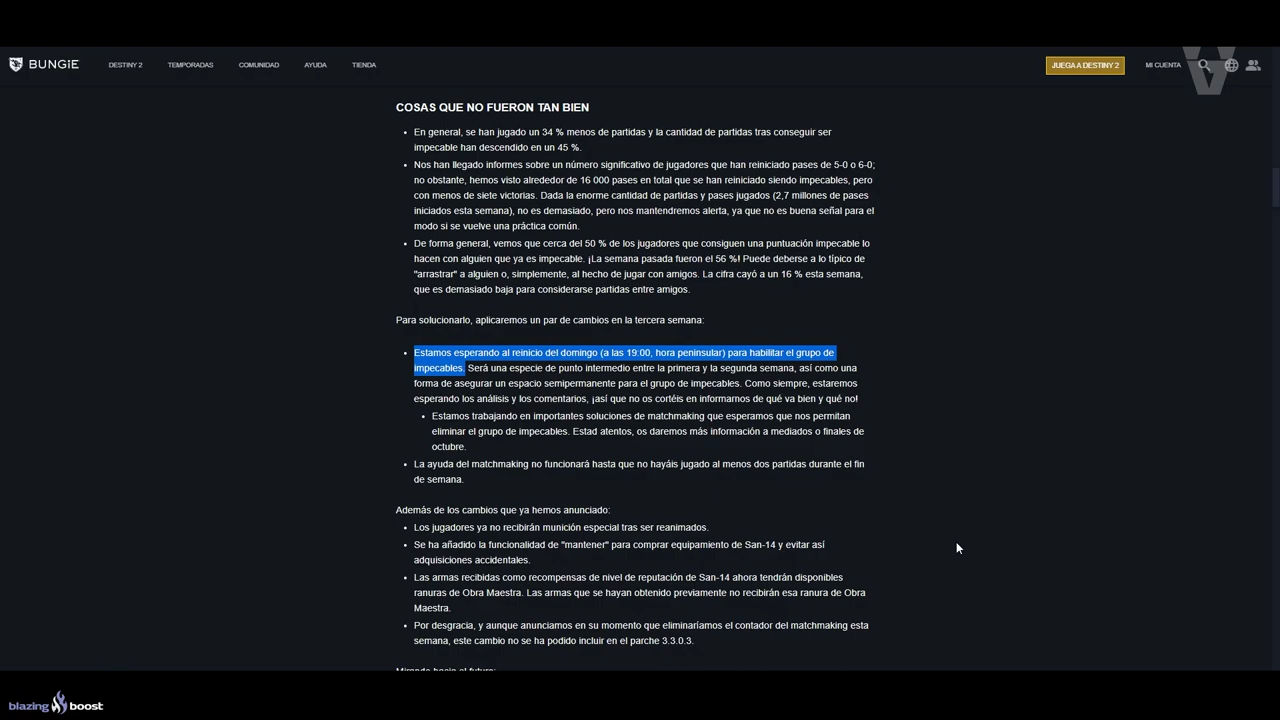 BUNGiE
DESTINY 2
TEMPORADAS
COMUNIDAD
AYUDA
TIENDA
JUEGA A DESTINY 2
MI CUENTA
COSAS QUE NO FUERON TAN BIEN
• En general, se han jugado un 34 % menos de partidas y la cantidad de partidas tras conseguir ser
impecable han descendido en un 45 %.
• Nos han llegado informes sobre un número significativo de jugadores que han reiniciado pases de 5-0 o 6-0;
no obstante, hemos visto alrededor de 16 000 pases en total que se han reiniciado siendo impecables, pero
con menos de siete victorias. Dada la enorme cantidad de partidas y pases jugados (2,7 millones de pases
iniciados esta semana), no es demasiado, pero nos mantendremos alerta, ya que no es buena señal para el
modo si se vuelve una práctica común.
• De forma general, vemos que cerca del 50 % de los jugadores que consiguen una puntuación impecable lo
hacen con alguien que ya es impecable. ¡La semana pasada fueron el 56 %! Puede deberse a lo típico de
"arrastrar" a alguien o, simplemente, al hecho de jugar con amigos. La cifra cayó a un 16 % esta semana,
que es demasiado baja para considerarse partidas entre amigos.
Para solucionarlo, aplicaremos un par de cambios en la tercera semana:
• Estamos esperando al reinicio del domingo (a las 19:00, hora peninsular) para habilitar el grupo de
impecables. Será una especie de punto intermedio entre la primera y la segunda semana, así como una
forma de asegurar un espacio semipermanente para el grupo de impecables. Como siempre, estaremos
esperando los análisis y los comentarios, ¡así que no os cortéis en informarnos de qué va bien y qué no!
• Estamos trabajando en importantes soluciones de matchmaking que esperamos que nos permitan
eliminar el grupo de impecables. Estad atentos, os daremos más información a mediados o finales de
octubre.
• La ayuda del matchmaking no funcionará hasta que no hayáis jugado al menos dos partidas durante el fin
de semana.
Además de los cambios que ya hemos anunciado:
• Los jugadores ya no recibirán munición especial tras ser reanimados.
• Se ha añadido la funcionalidad de "mantener" para comprar equipamiento de San-14 y evitar así
adquisiciones accidentales.
• Las armas recibidas como recompensas de nivel de reputación de San-14 ahora tendrán disponibles
ranuras de Obra Maestra. Las armas que se hayan obtenido previamente no recibirán esa ranura de Obra
Maestra.
• Por desgracia, y aunque anunciamos en su momento que eliminaríamos el contador del matchmaking esta
semana, este cambio no se ha podido incluir en el parche 3.3.0.3.
Mirando hacia el futuro:
blazing boost